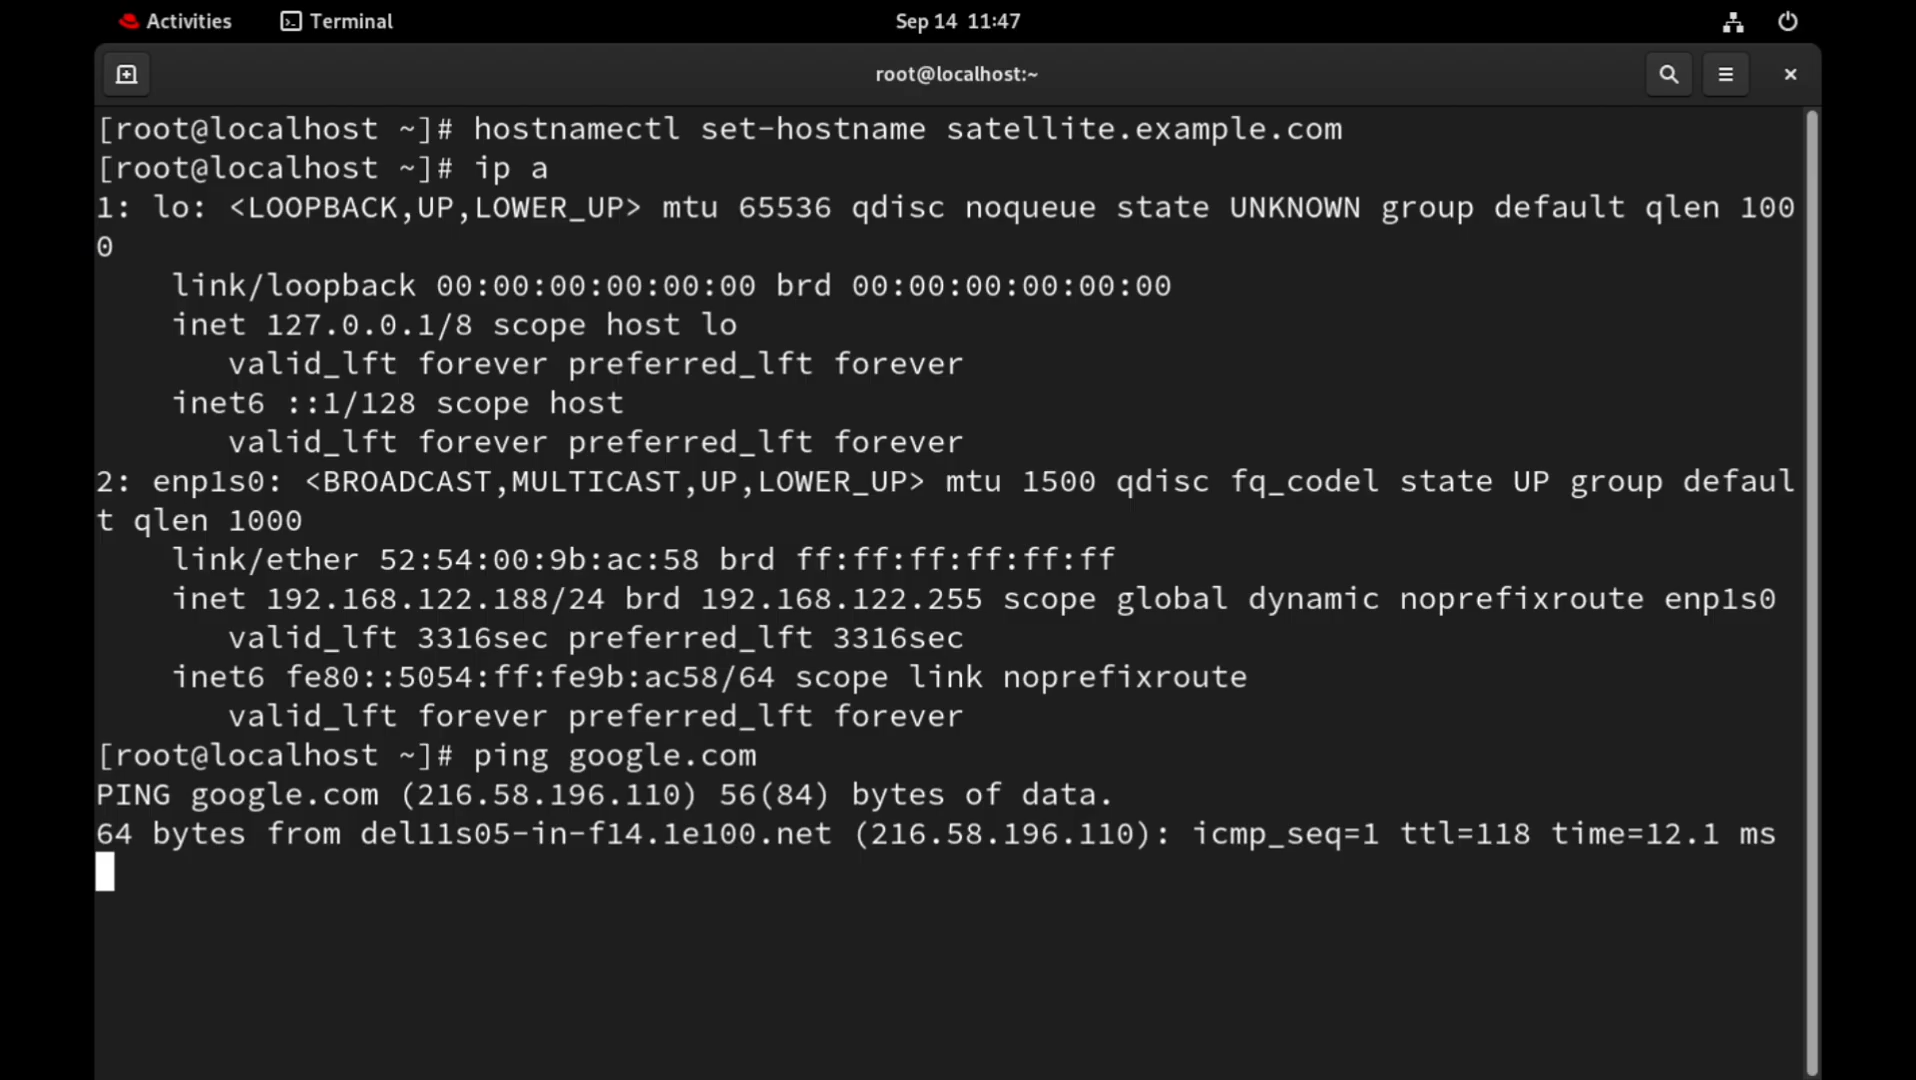 Activities Terminal Sep 14 11:47
root@localhost:~
[root@localhost ~]# hostnamectl set-hostname satellite.example.com
[root@localhost ~]# ip a
1: lo: <LOOPBACK,UP,LOWER_UP> mtu 65536 qdisc noqueue state UNKNOWN group default qlen 100
0
    link/loopback 00:00:00:00:00:00 brd 00:00:00:00:00:00
    inet 127.0.0.1/8 scope host lo
       valid_lft forever preferred_lft forever
    inet6 ::1/128 scope host
       valid_lft forever preferred_lft forever
2: enp1s0: <BROADCAST,MULTICAST,UP,LOWER_UP> mtu 1500 qdisc fq_codel state UP group defaul
t qlen 1000
    link/ether 52:54:00:9b:ac:58 brd ff:ff:ff:ff:ff:ff
    inet 192.168.122.188/24 brd 192.168.122.255 scope global dynamic noprefixroute enp1s0
       valid_lft 3316sec preferred_lft 3316sec
    inet6 fe80::5054:ff:fe9b:ac58/64 scope link noprefixroute
       valid_lft forever preferred_lft forever
[root@localhost ~]# ping google.com
PING google.com (216.58.196.110) 56(84) bytes of data.
64 bytes from del11s05-in-f14.1e100.net (216.58.196.110): icmp_seq=1 ttl=118 time=12.1 ms